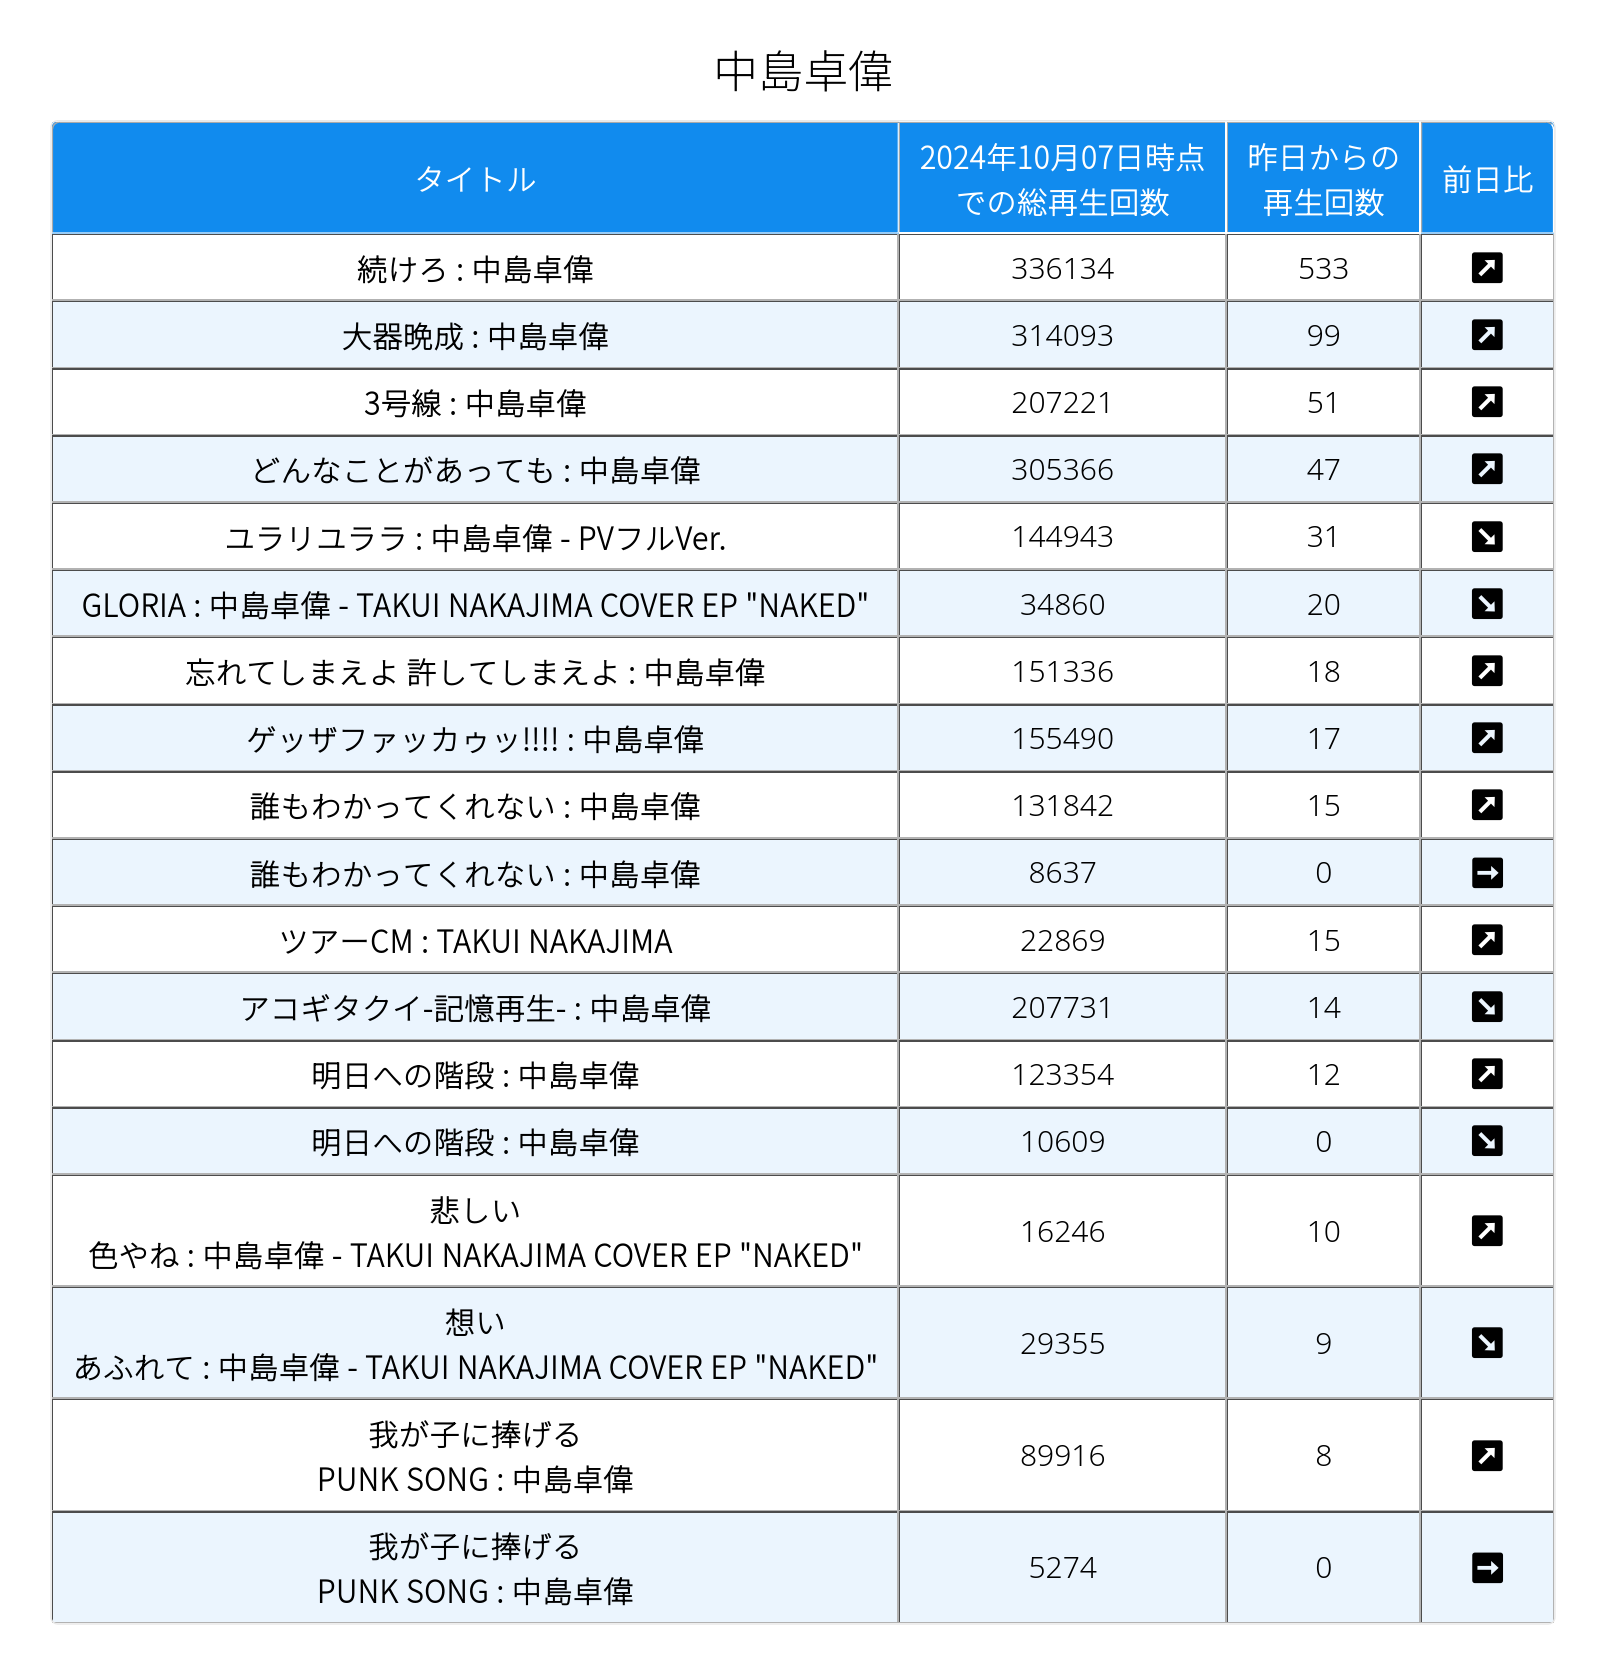 中島卓偉
タイトル
2024年10月07日時点
での総再生回数
昨日からの
再生回数
前日比
続けろ : 中島卓偉 336134 533 ↗
大器晩成 : 中島卓偉 314093 99 ↗
3号線 : 中島卓偉 207221 51 ↗
どんなことがあっても : 中島卓偉 305366 47 ↗
ユラリユララ : 中島卓偉 - PVフルVer. 144943 31 ↘
GLORIA : 中島卓偉 - TAKUI NAKAJIMA COVER EP "NAKED" 34860 20 ↘
忘れてしまえよ 許してしまえよ : 中島卓偉 151336 18 ↗
ゲッザファッカゥッ!!!! : 中島卓偉 155490 17 ↗
誰もわかってくれない : 中島卓偉 131842 15 ↗
誰もわかってくれない : 中島卓偉 8637 0 →
ツアーCM : TAKUI NAKAJIMA 22869 15 ↗
アコギタクイ-記憶再生- : 中島卓偉 207731 14 ↘
明日への階段 : 中島卓偉 123354 12 ↗
明日への階段 : 中島卓偉 10609 0 ↘
悲しい
色やね : 中島卓偉 - TAKUI NAKAJIMA COVER EP "NAKED" 16246 10 ↗
想い
あふれて : 中島卓偉 - TAKUI NAKAJIMA COVER EP "NAKED" 29355 9 ↘
我が子に捧げる
PUNK SONG : 中島卓偉 89916 8 ↗
我が子に捧げる
PUNK SONG : 中島卓偉 5274 0 →